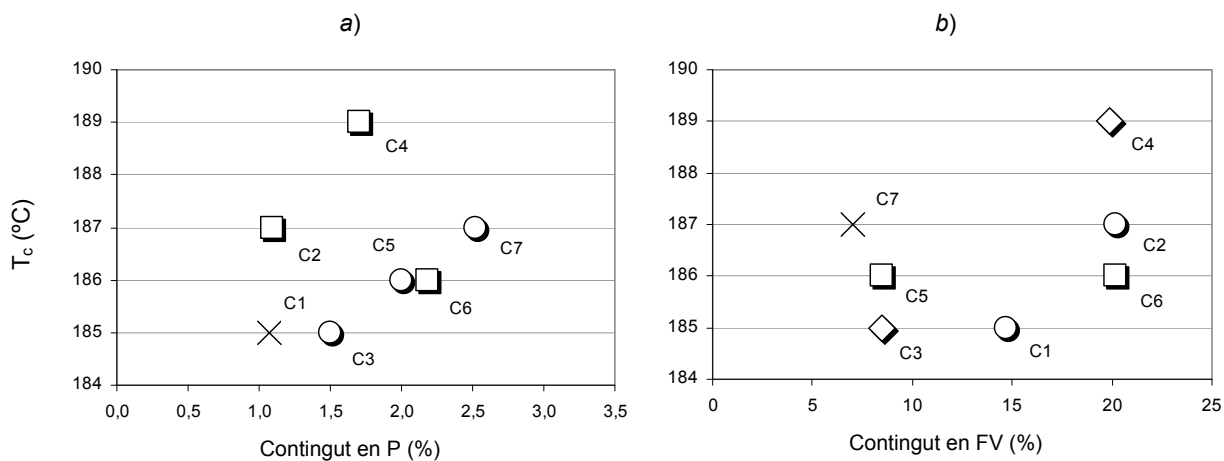 a)
190
189
188
187
186
185
184
Tc (ºC)
C4
C2
C5
C7
C1
C6
C3
0,0 0,5 1,0 1,5 2,0 2,5 3,0 3,5
Contingut en P (%)
b)
190
189
188
187
186
185
184
C4
C7
C2
C5
C6
C3
C1
0 5 10 15 20 25
Contingut en FV (%)